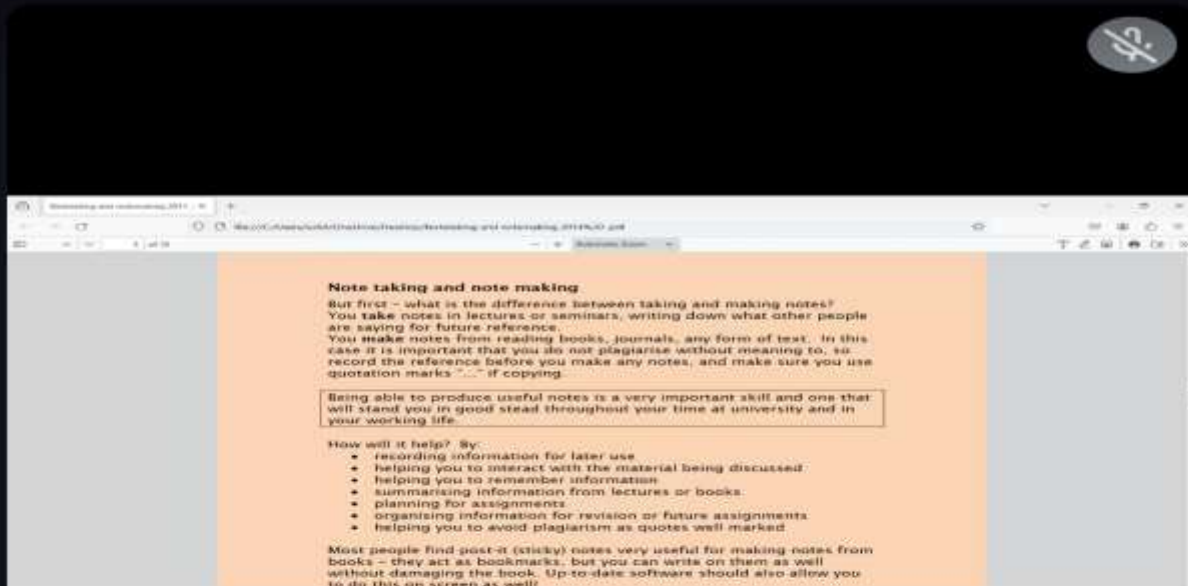 1
Note taking and note making
But first – what is the difference between taking and making notes?
You take notes in lectures or seminars, writing down what other people
are saying for future reference.
You make notes from reading books, journals, any form of text. In this
case it is important that you do not plagiarise without meaning to, so
record the reference before you make any notes, and make sure you use
quotation marks "..." if copying.
Being able to produce useful notes is a very important skill and one that
will stand you in good stead throughout your time at university and in
your working life.
How will it help? By:
• recording information for later use
• helping you to interact with the material being discussed
• helping you to remember information
• summarising information from lectures or books
• planning for assignments
• organising information for revision or future assignments
• helping you to avoid plagiarism as quotes well marked
Most people find post-it (sticky) notes very useful for making notes from
books – they act as bookmarks, but you can write on them as well
without damaging the book. Up-to-date software should also allow you
to do this on screen as well!